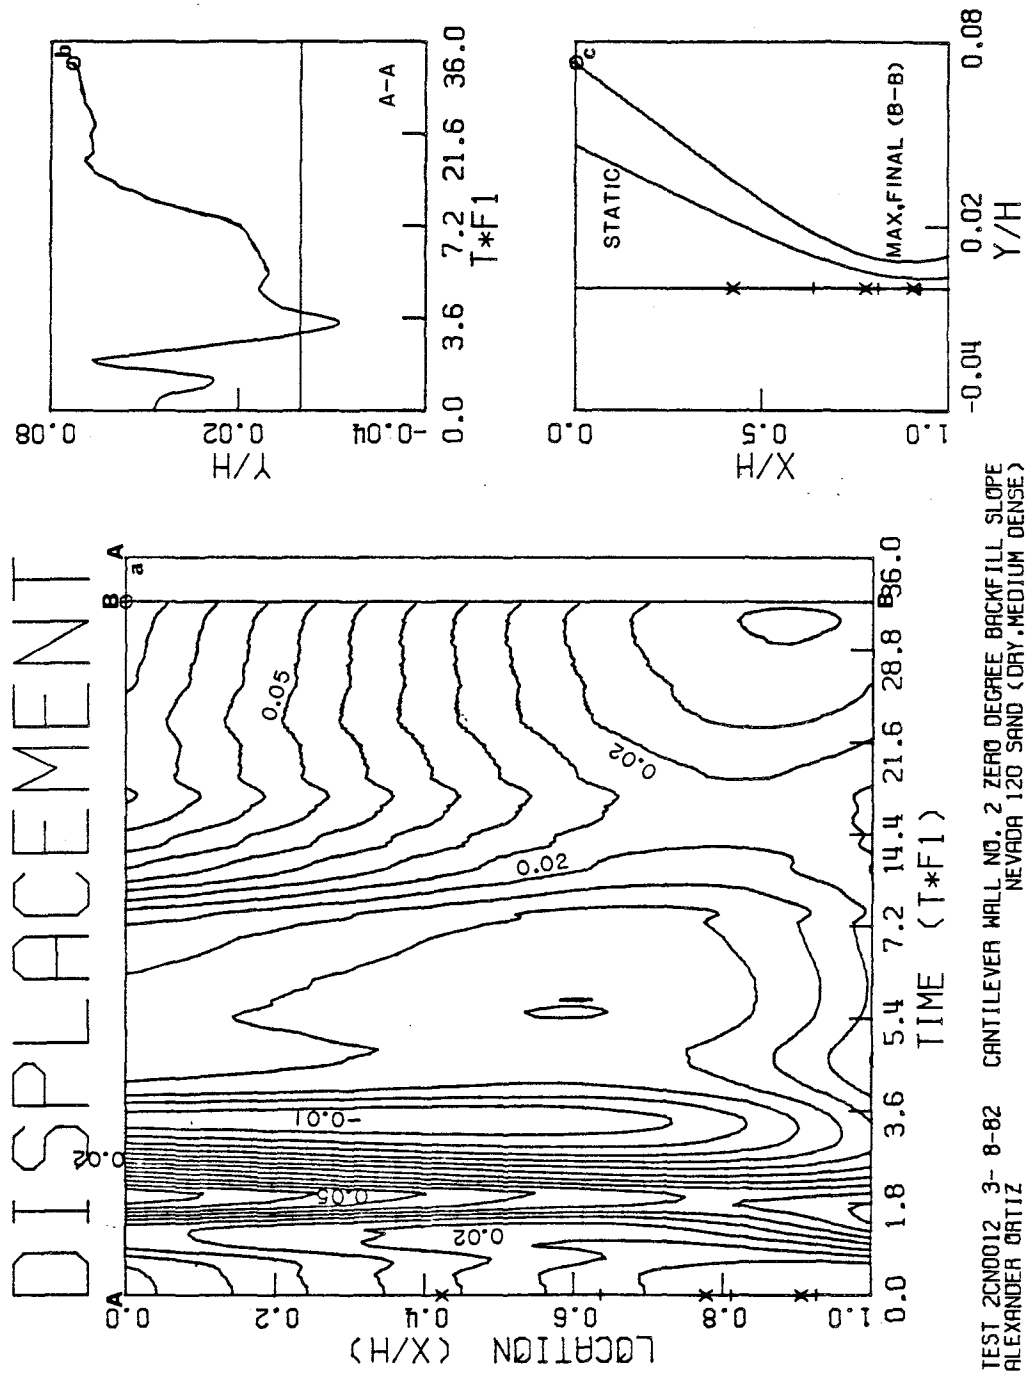 DISPLACEMENT
A
A
B
a
0.02
0.05
-0.01
0.02
0.02
0.02
0.05
LOCATION (X/H)
0.0
0.2
0.4
0.6
0.8
1.0
B
0.0
1.8
3.6
5.4
7.2
14.4
21.6
28.8
36.0
TIME (T*F1)
b
A-A
Y/H
0.08
0.02
-0.04
0.0
3.6
7.2
21.6
36.0
T*F1
c
STATIC
MAX,FINAL (B-B)
X/H
0.0
0.5
1.0
-0.04
0.02
0.08
Y/H
TEST 2CN0012 3- 8-82 CANTILEVER WALL NO. 2 ZERO DEGREE BACKFILL SLOPE
ALEXANDER ORTIZ NEVADA 120 SAND (DRY,MEDIUM DENSE)